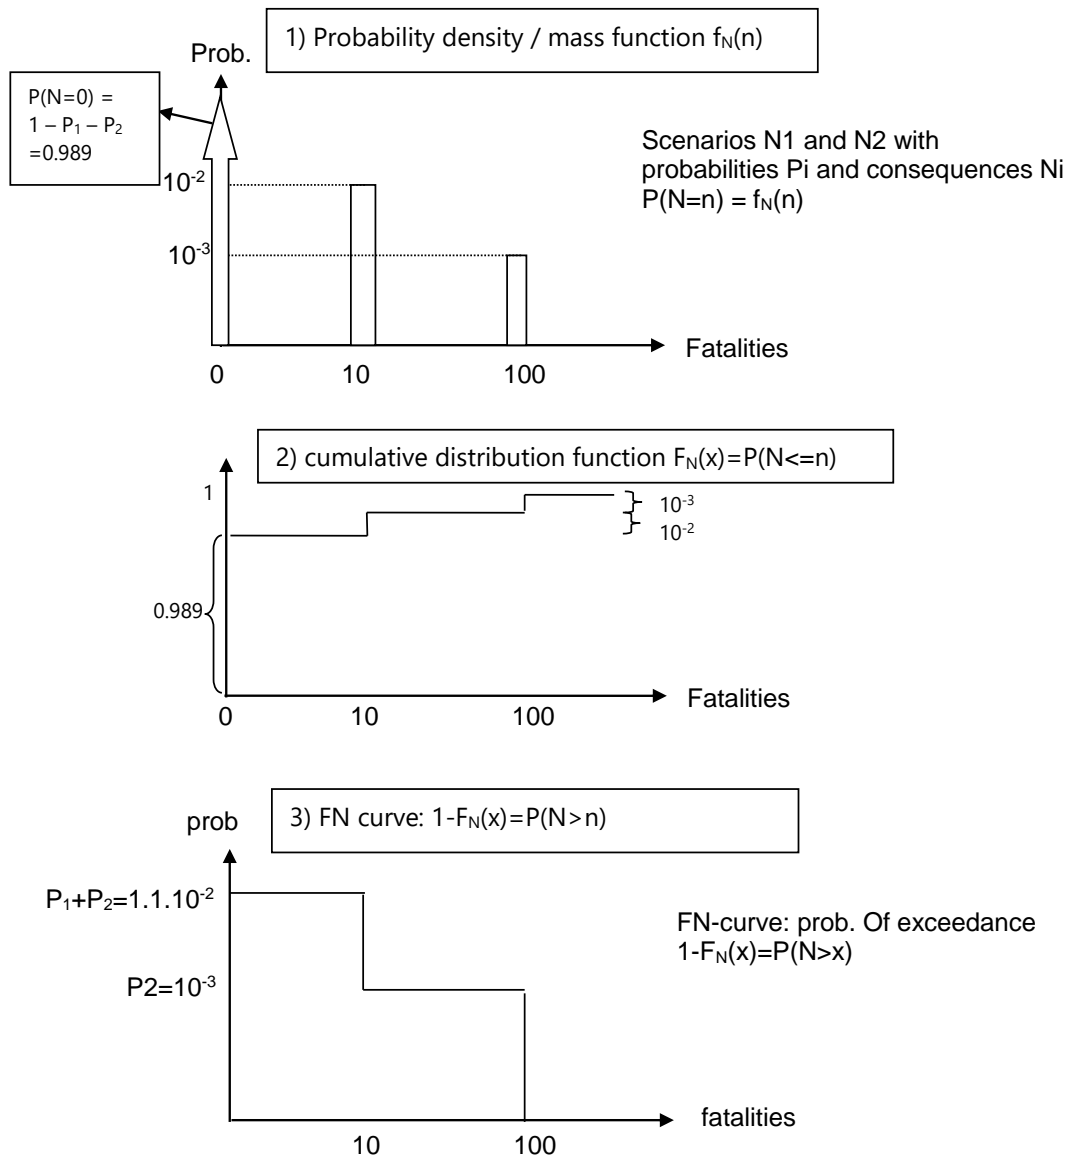 1) Probability density / mass function fN(n)
Prob.
P(N=0) =
1 – P1 – P2
=0.989
Scenarios N1 and N2 with
probabilities Pi and consequences Ni
P(N=n) = fN(n)
10-2
10-3
Fatalities
0 10 100
2) cumulative distribution function FN(x)=P(N<=n)
1
10-3
10-2
0.989
Fatalities
0 10 100
3) FN curve: 1-FN(x)=P(N>n)
prob
P1+P2=1.1.10-2
FN-curve: prob. Of exceedance
1-FN(x)=P(N>x)
P2=10-3
fatalities
10 100